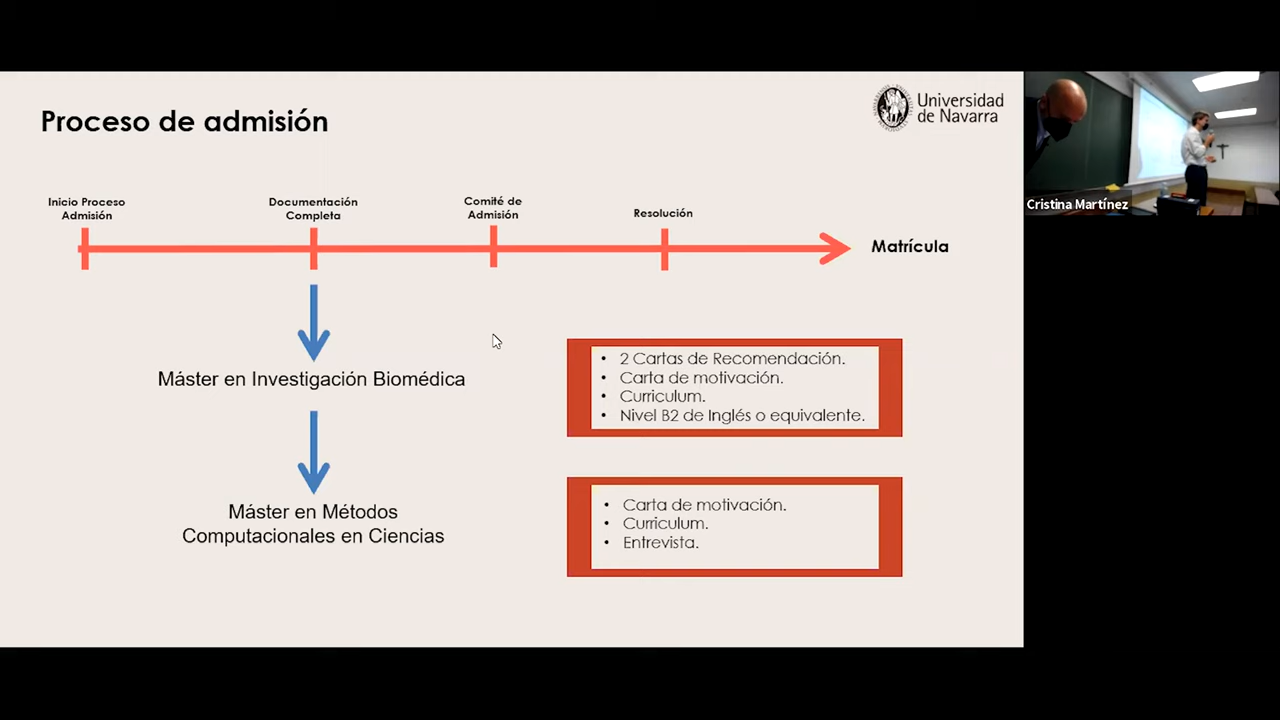 Proceso de admisión
Universidad
de Navarra
Inicio Proceso
Admisión
Documentación
Completa
Comité de
Admisión
Resolución
Matrícula
Máster en Investigación Biomédica
• 2 Cartas de Recomendación.
• Carta de motivación.
• Curriculum.
• Nivel B2 de Inglés o equivalente.
Máster en Métodos
Computacionales en Ciencias
• Carta de motivación.
• Curriculum.
• Entrevista.
Cristina Martínez